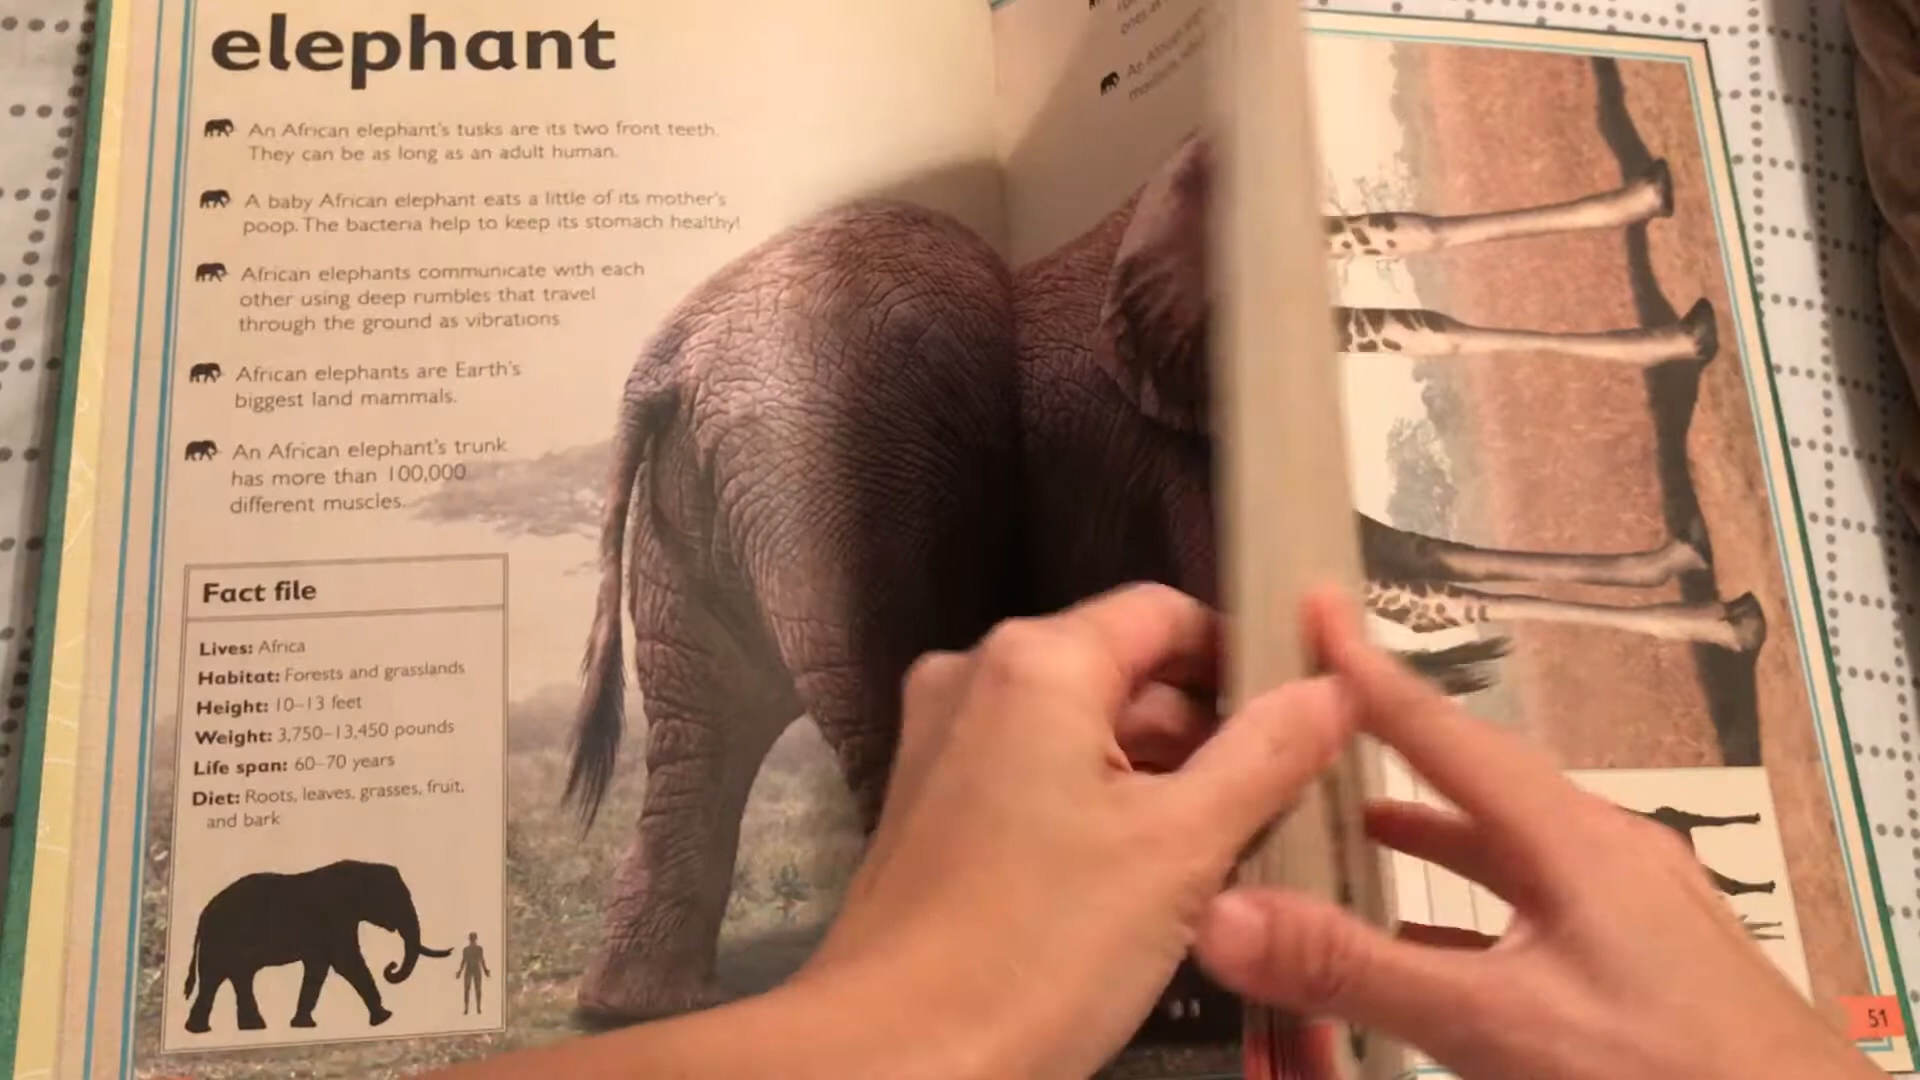 elephant
An African elephant's tusks are its two front teeth.
They can be as long as an adult human.
A baby African elephant eats a little of its mother's
poop. The bacteria help to keep its stomach healthy!
African elephants communicate with each
other using deep rumbles that travel
through the ground as vibrations
African elephants are Earth's
biggest land mammals.
An African elephant's trunk
has more than 100,000
different muscles.
Fact file
Lives: Africa
Habitat: Forests and grasslands
Height: 10–13 feet
Weight: 3,750–13,450 pounds
Life span: 60–70 years
Diet: Roots, leaves, grasses, fruit,
and bark
An African
51